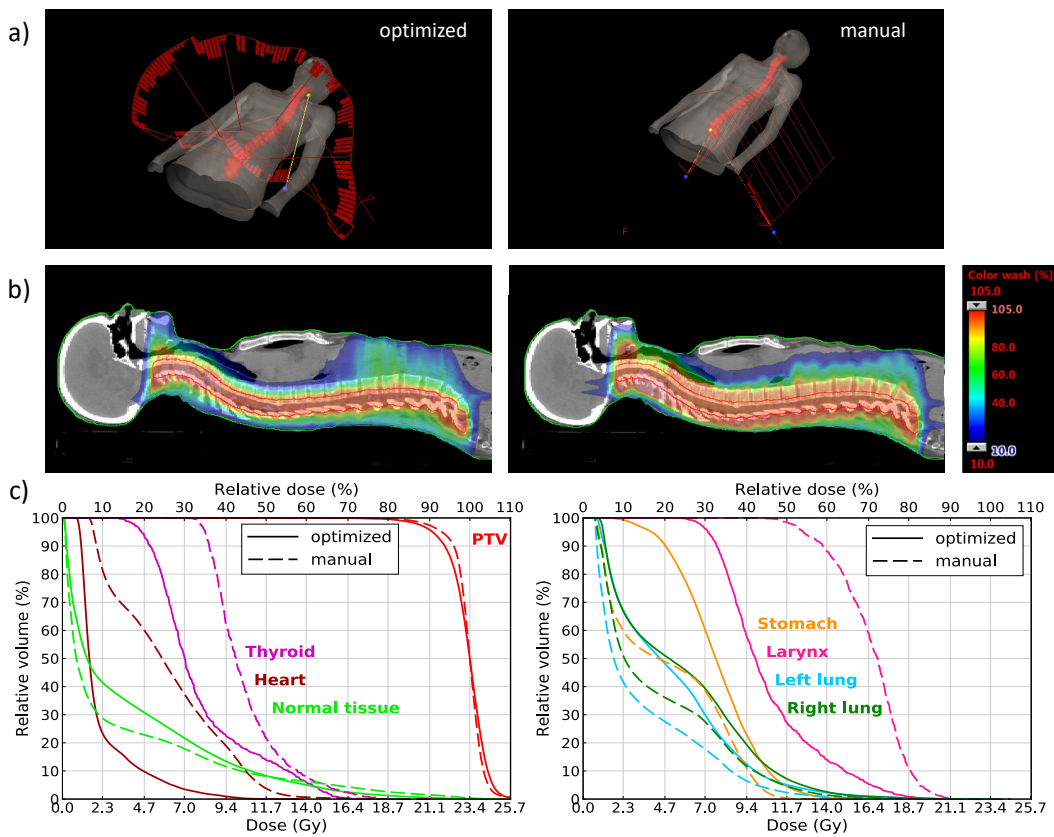 a)
optimized
manual
F
b)
Color wash [%]
105.0
105.0
80.0%
60.0%
40.0%
10.0
10.0
c)
Relative dose (%)
0 10 20 30 40 50 60 70 80 90 100 110
Relative volume (%)
100
90
80
70
60
50
40
30
20
10
0
optimized
manual
PTV
Thyroid
Heart
Normal tissue
0.0 2.3 4.7 7.0 9.4 11.7 14.0 16.4 18.7 21.1 23.4 25.7
Dose (Gy)
Relative dose (%)
0 10 20 30 40 50 60 70 80 90 100 110
Relative volume (%)
100
90
80
70
60
50
40
30
20
10
0
optimized
manual
Stomach
Larynx
Left lung
Right lung
0.0 2.3 4.7 7.0 9.4 11.7 14.0 16.4 18.7 21.1 23.4 25.7
Dose (Gy)